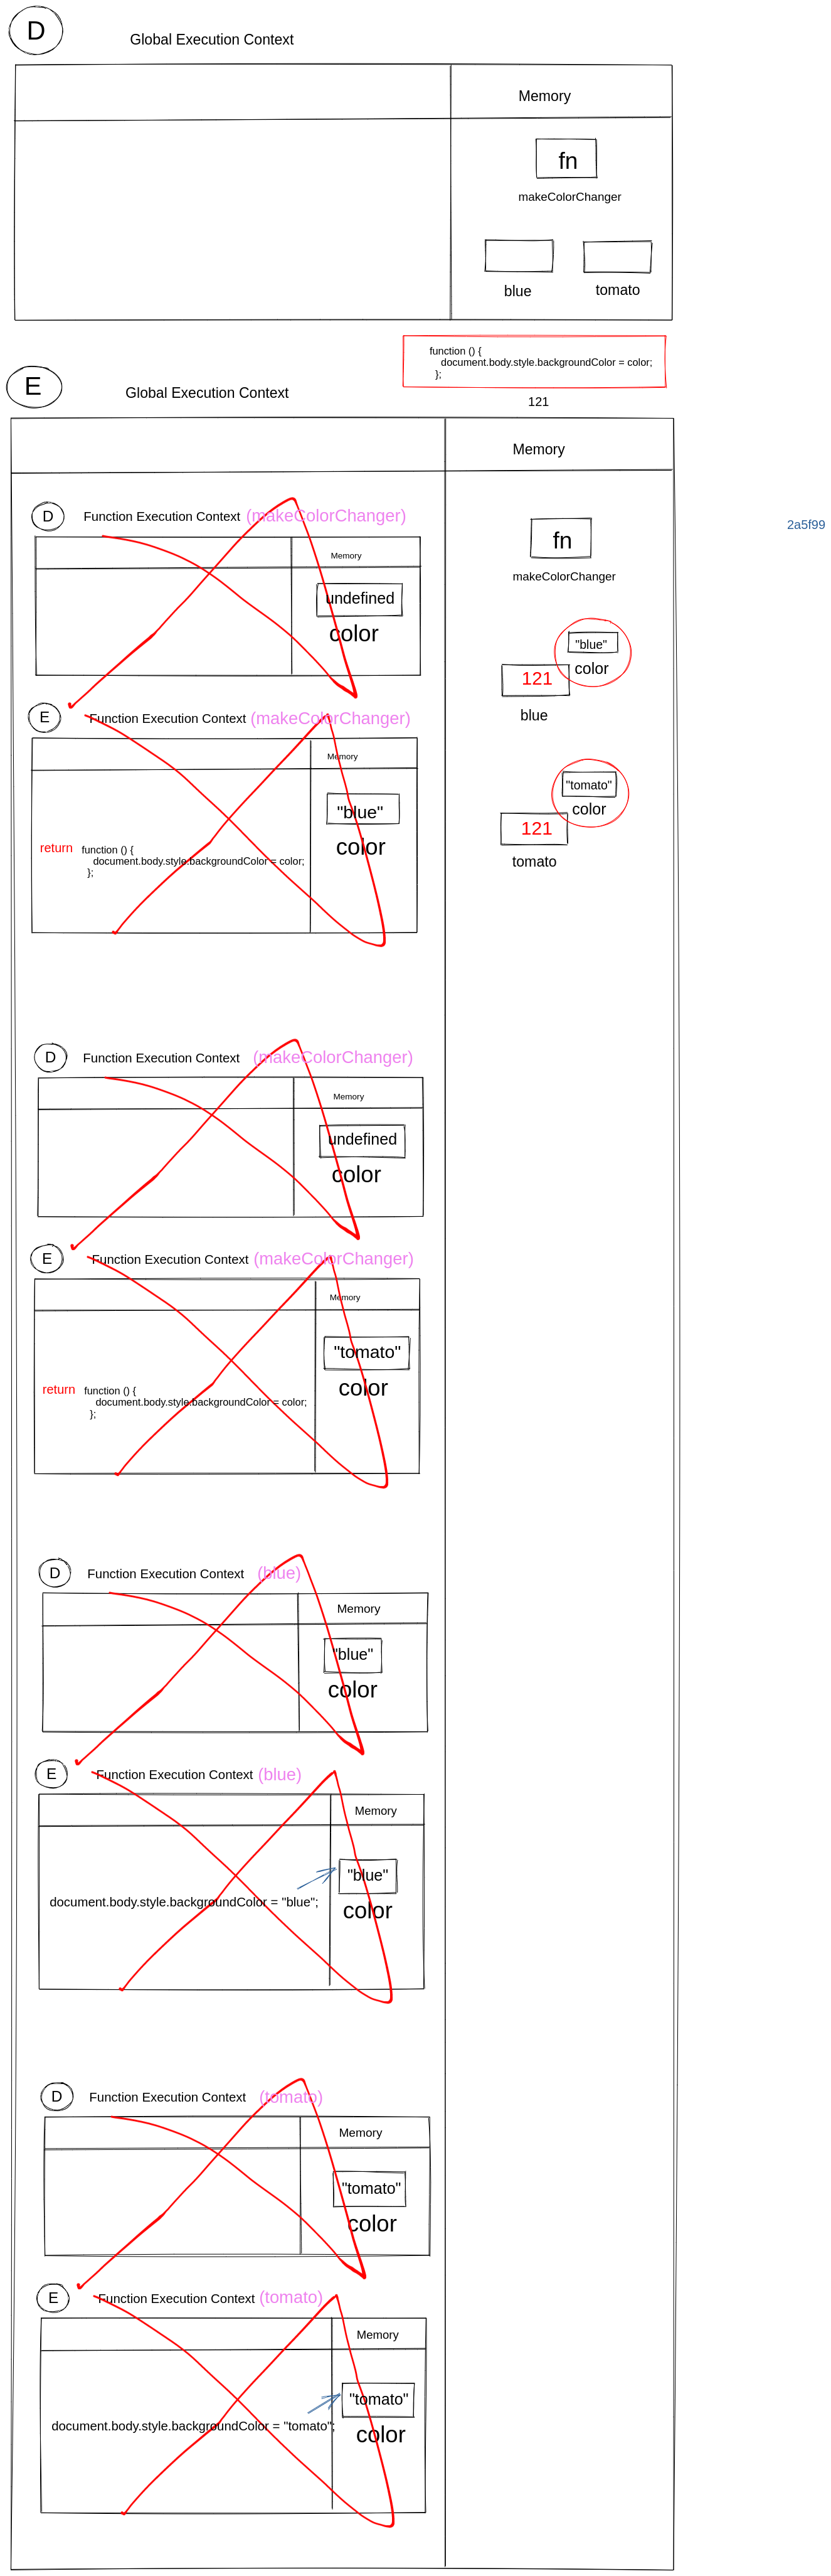 D
Global Execution Context
Memory
fn
makeColorChanger
blue
tomato
function () {
document.body.style.backgroundColor = color;
};
121
E
Global Execution Context
Memory
fn
makeColorChanger
2a5f99
"blue"
color
121
blue
"tomato"
color
121
tomato
D
Function Execution Context (makeColorChanger)
Memory
undefined
color
E
Function Execution Context (makeColorChanger)
Memory
"blue"
color
return function () {
document.body.style.backgroundColor = color;
};
D
Function Execution Context (makeColorChanger)
Memory
undefined
color
E
Function Execution Context (makeColorChanger)
Memory
"tomato"
color
return function () {
document.body.style.backgroundColor = color;
};
D
Function Execution Context (blue)
Memory
"blue"
color
E
Function Execution Context (blue)
Memory
"blue"
color
document.body.style.backgroundColor = "blue";
D
Function Execution Context (tomato)
Memory
"tomato"
color
E
Function Execution Context (tomato)
Memory
"tomato"
color
document.body.style.backgroundColor = "tomato";